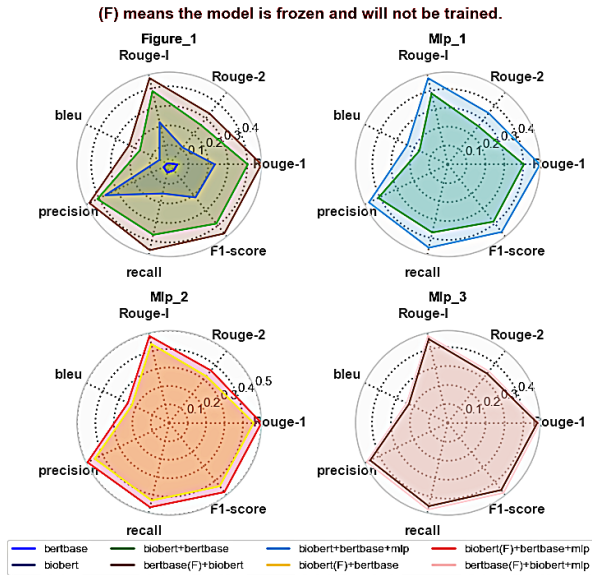 (F) means the model is frozen and will not be trained.
Figure_1
Mlp_1
Rouge-l
Rouge-l
Rouge-2
Rouge-2
bleu
bleu
0.1 0.2 0.3 0.4
0.1 0.2 0.3 0.4
Rouge-1
Rouge-1
precision
precision
F1-score
F1-score
recall
recall
Mlp_2
Mlp_3
Rouge-l
Rouge-l
Rouge-2
Rouge-2
bleu
bleu
0.1 0.2 0.3 0.4 0.5
0.1 0.2 0.3 0.4
Rouge-1
Rouge-1
precision
precision
F1-score
F1-score
recall
recall
bertbase biobert+bertbase biobert+bertbase+mlp biobert(F)+bertbase+mlp
biobert bertbase(F)+biobert biobert(F)+bertbase bertbase(F)+biobert+mlp